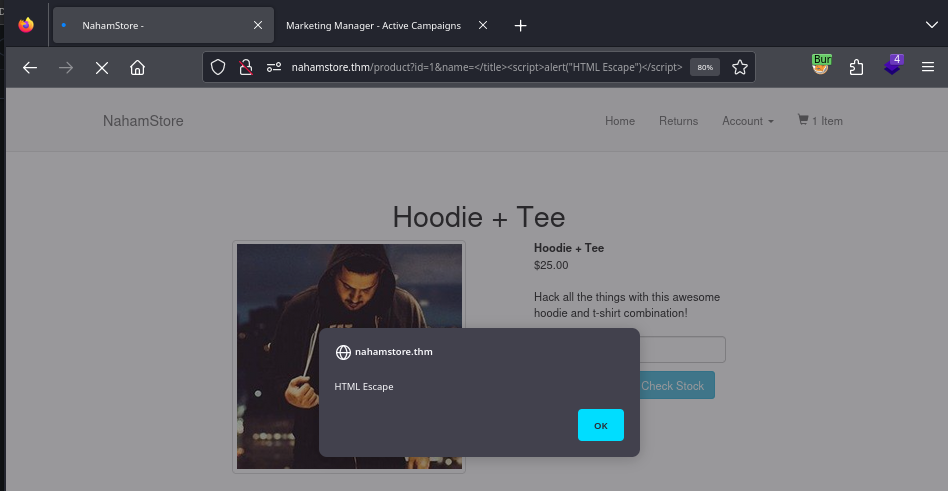 NahamStore -
Marketing Manager - Active Campaigns
nahamstore.thm/product?id=1&name=</title><script>alert("HTML Escape")</script>
80%
Bur
4
NahamStore
Home
Returns
Account
1 Item
Hoodie + Tee
Hoodie + Tee
$25.00
Hack all the things with this awesome
hoodie and t-shirt combination!
Check Stock
nahamstore.thm
HTML Escape
OK